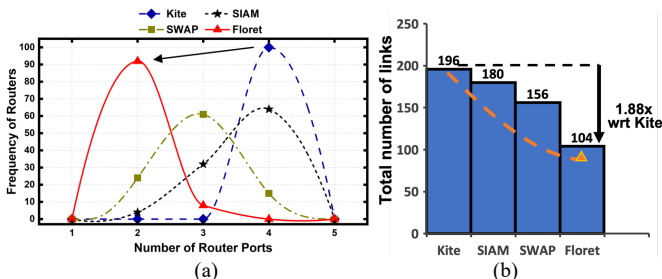 Kite SIAM
SWAP Floret
Frequency of Routers
100
90
80
70
60
50
40
30
20
10
0
1 2 3 4 5
Number of Router Ports
(a)
Total number of links
250
200
150
100
50
0
196
180
156
104
1.88x
wrt Kite
Kite SIAM SWAP Floret
(b)